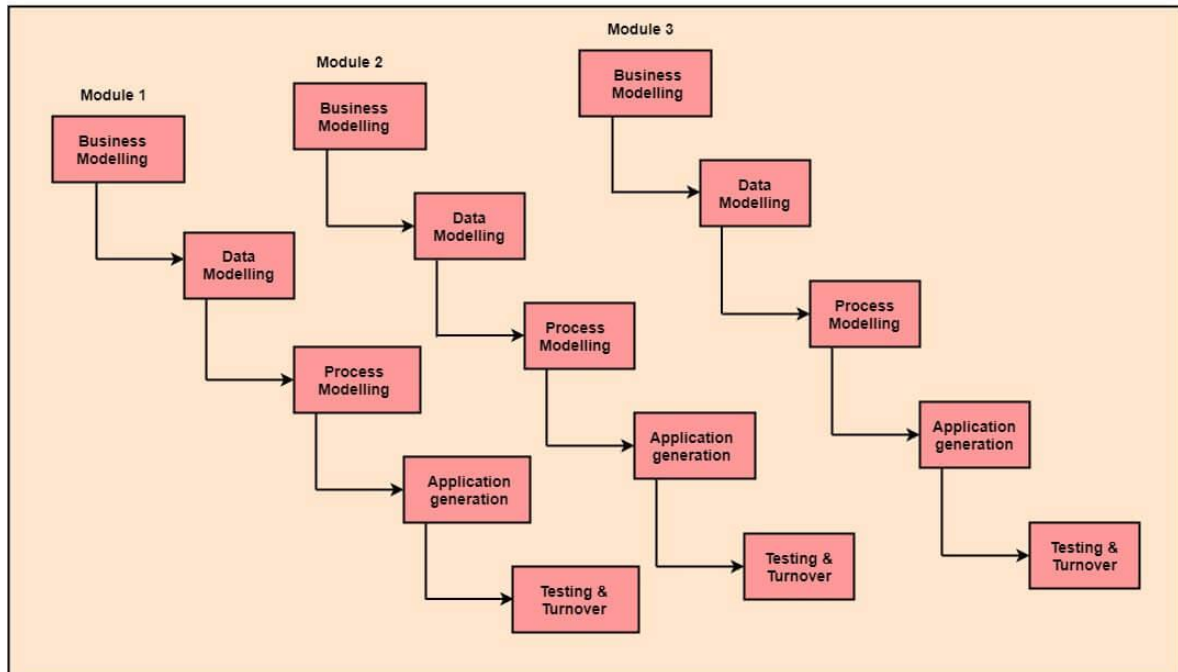 Module 1
Business
Modelling
Data
Modelling
Process
Modelling
Application
generation
Testing &
Turnover
Module 2
Business
Modelling
Data
Modelling
Process
Modelling
Application
generation
Testing &
Turnover
Module 3
Business
Modelling
Data
Modelling
Process
Modelling
Application
generation
Testing &
Turnover